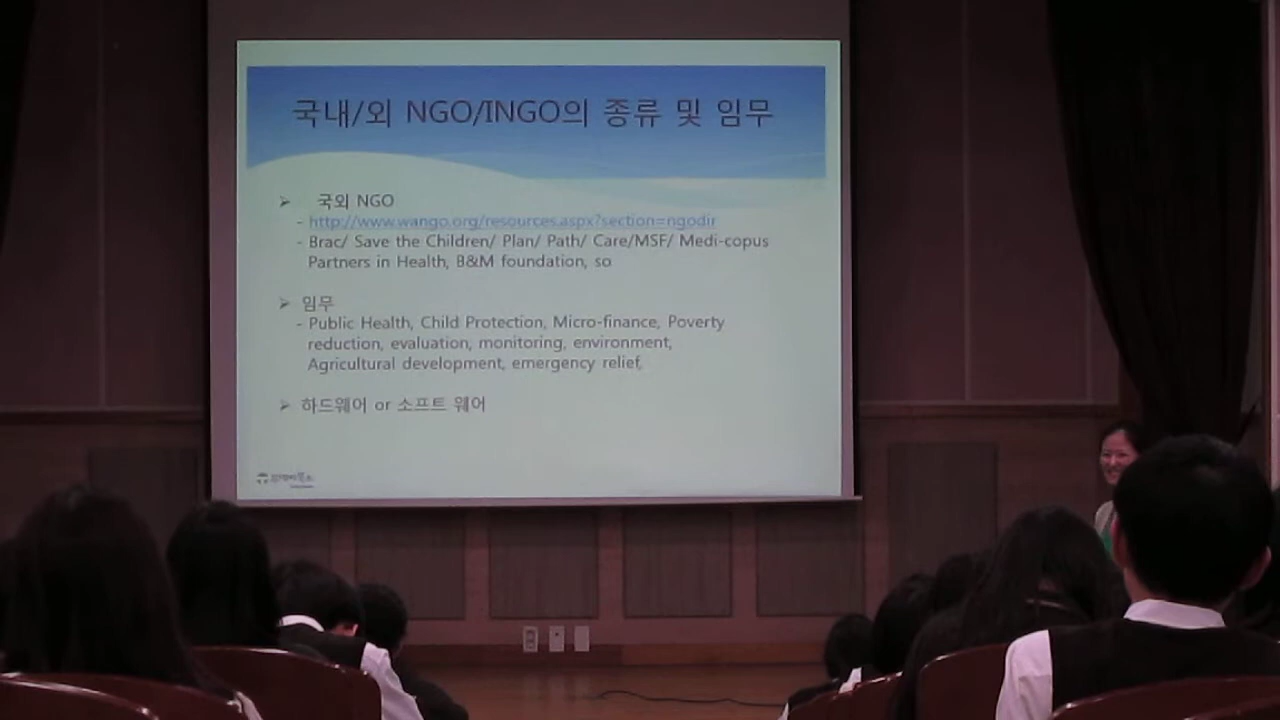 국내/외 NGO/INGO의 종류 및 임무
➢ 국외 NGO
- http://www.wango.org/resources.aspx?section=ngodir
- Brac/ Save the Children/ Plan/ Path/ Care/MSF/ Medi-copus
Partners in Health, B&M foundation, so
➢ 임무
- Public Health, Child Protection, Micro-finance, Poverty
reduction, evaluation, monitoring, environment,
Agricultural development, emergency relief,
➢ 하드웨어 or 소프트 웨어